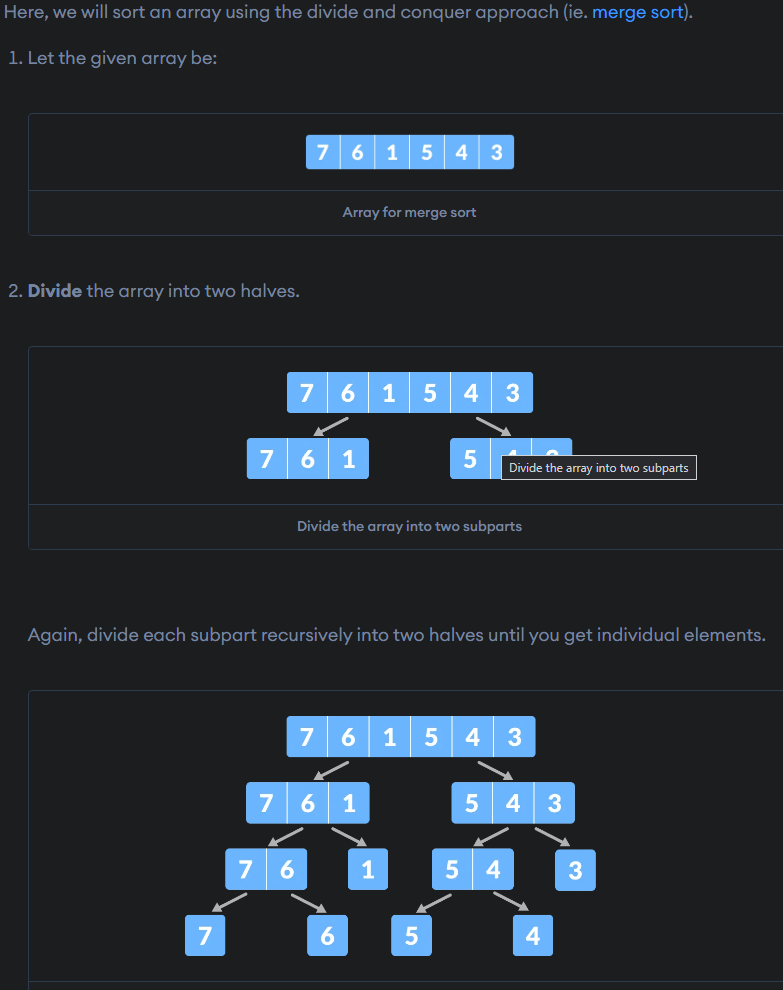 Here, we will sort an array using the divide and conquer approach (ie. merge sort).
1. Let the given array be:
7 6 1 5 4 3
Array for merge sort
2. Divide the array into two halves.
7 6 1 5 4 3
7 6 1 5
Divide the array into two subparts
Divide the array into two subparts
Again, divide each subpart recursively into two halves until you get individual elements.
7 6 1 5 4 3
7 6 1 5 4 3
7 6 1 5 4 3
7 6 5 4